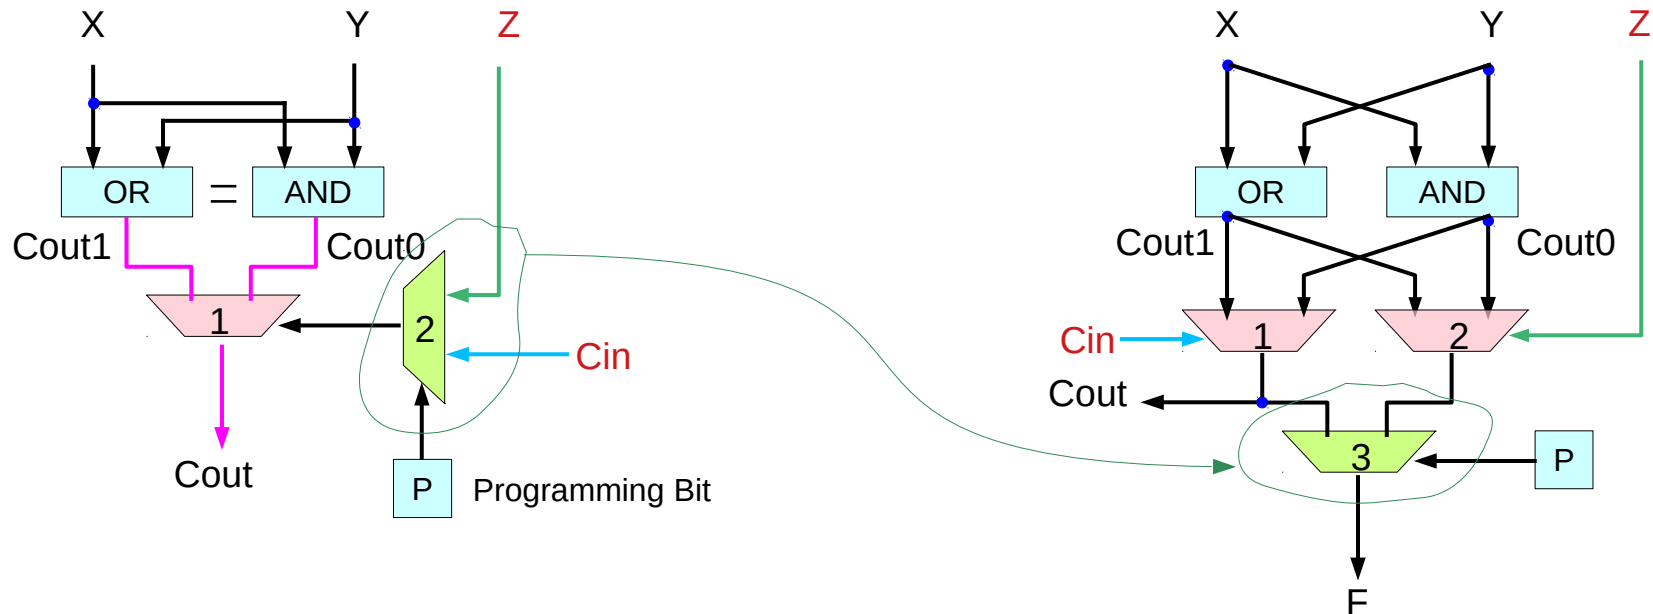 X Y Z
OR = AND
Cout1 Cout0
1
2
Cin
Cout
P Programming Bit
X Y Z
OR AND
Cout1 Cout0
Cin 1 2
Cout
3 P
F